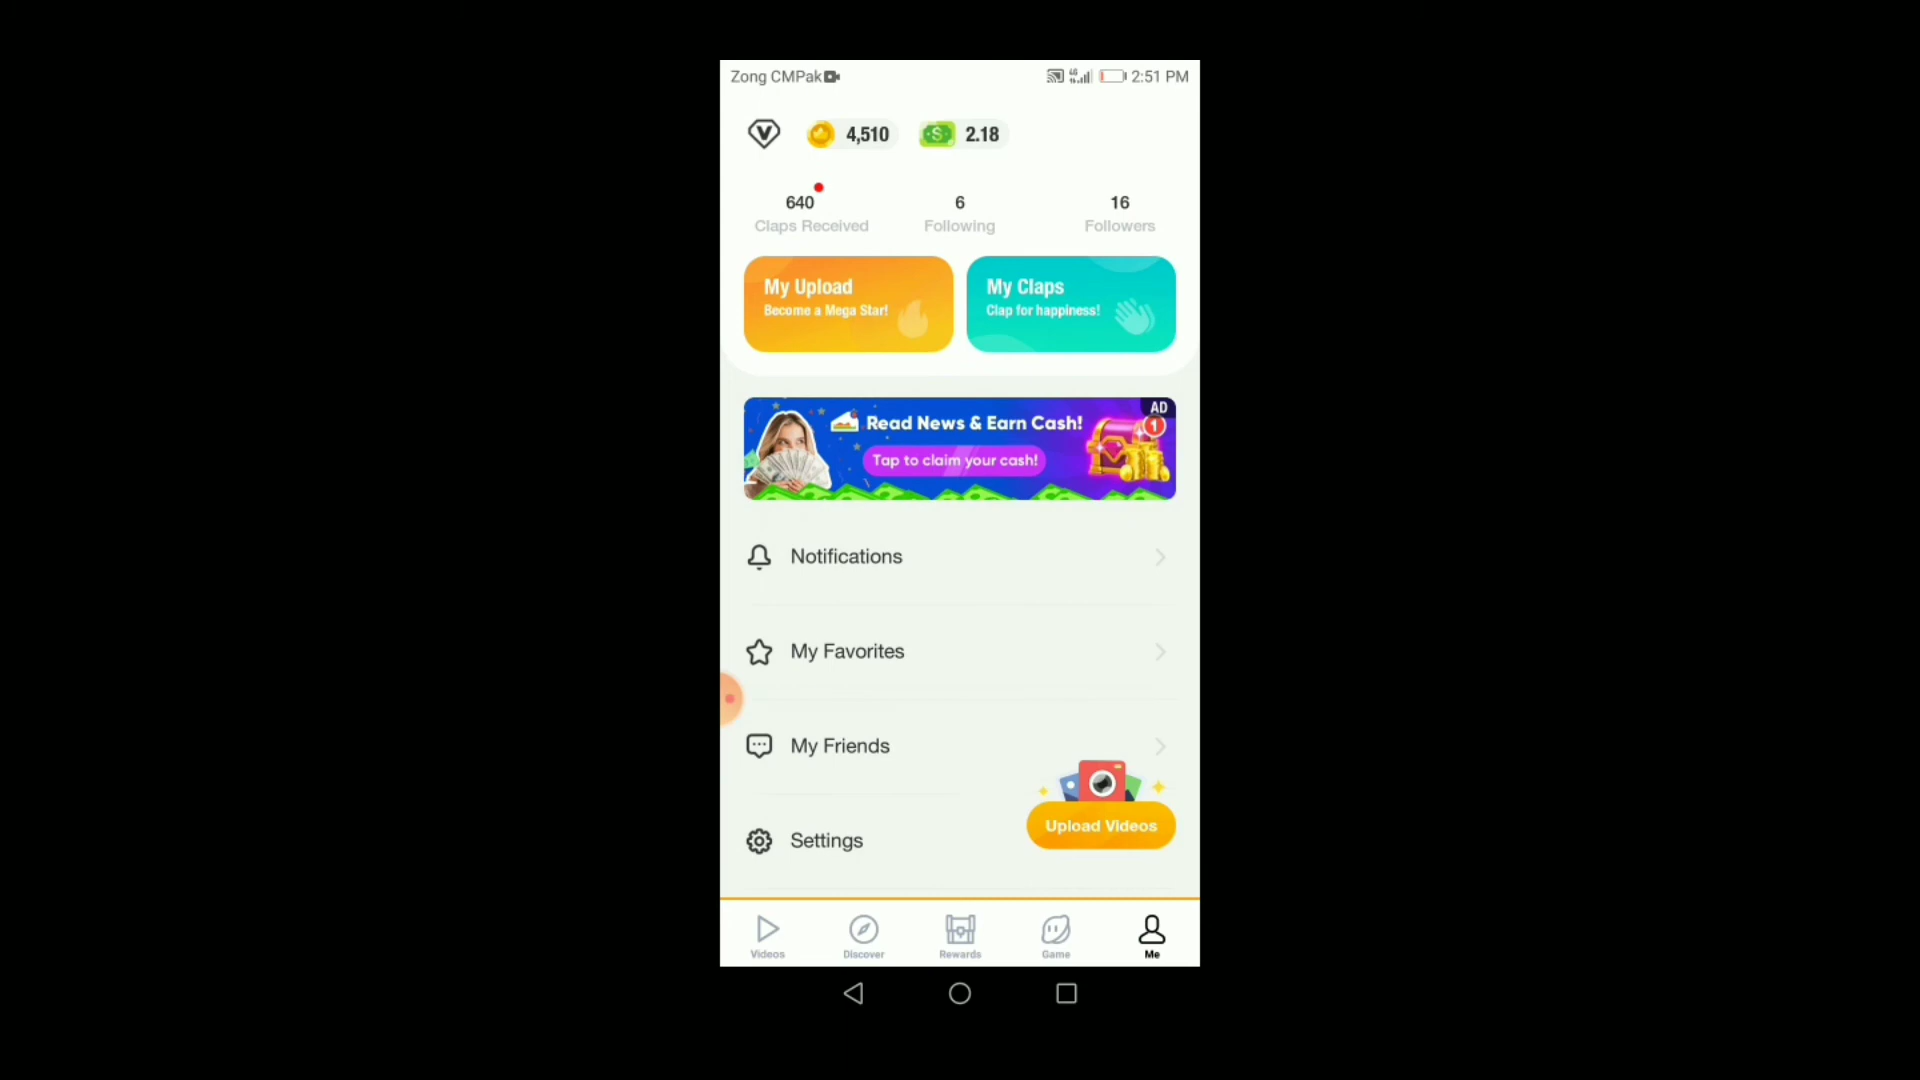 Zong CMPak 2:51 PM
4,510 2.18
640 6 16
Claps Received Following Followers
My Upload
Become a Mega Star!
My Claps
Clap for happiness!
AD
1
Read News & Earn Cash!
Tap to claim your cash!
Notifications
My Favorites
My Friends
Upload Videos
Settings
Videos Discover Rewards Game Me